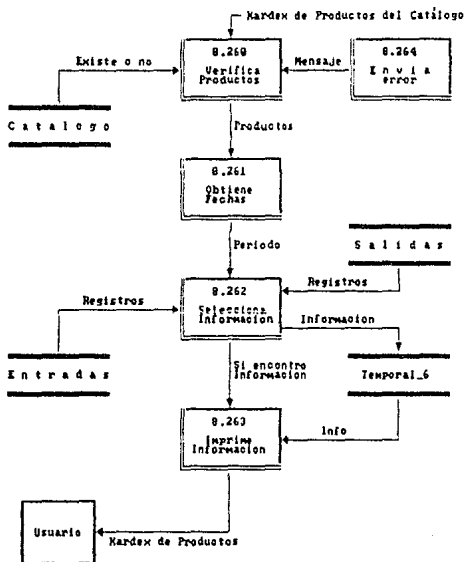 Kardex de Productos del Catálogo
8.260
Verifica
Productos
8.264
Envia
error
Existe o no
Mensaje
Catalogo
Productos
8.261
Obtiene
Fechas
Salidas
Periodo
Registros
8.262
Selecciona
Informacion
Registros
Informacion
Entradas
Si encontro
Informacion
Temporal_6
8.263
Imprime
Informacion
Info
Usuario
Kardex de Productos